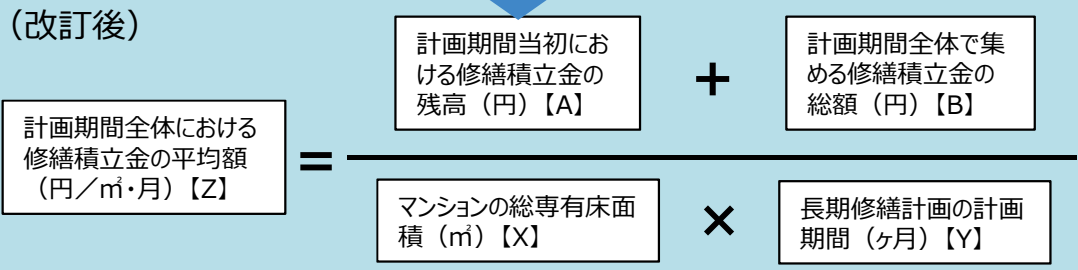 （改訂後）
計画期間当初にお
ける修繕積立金の
残高（円）【A】
＋
計画期間全体で集
める修繕積立金の
総額（円）【B】
計画期間全体における
修繕積立金の平均額
（円／㎡・月）【Z】
＝
マンションの総専有床面
積（㎡）【X】
×
長期修繕計画の計画
期間（ヶ月）【Y】